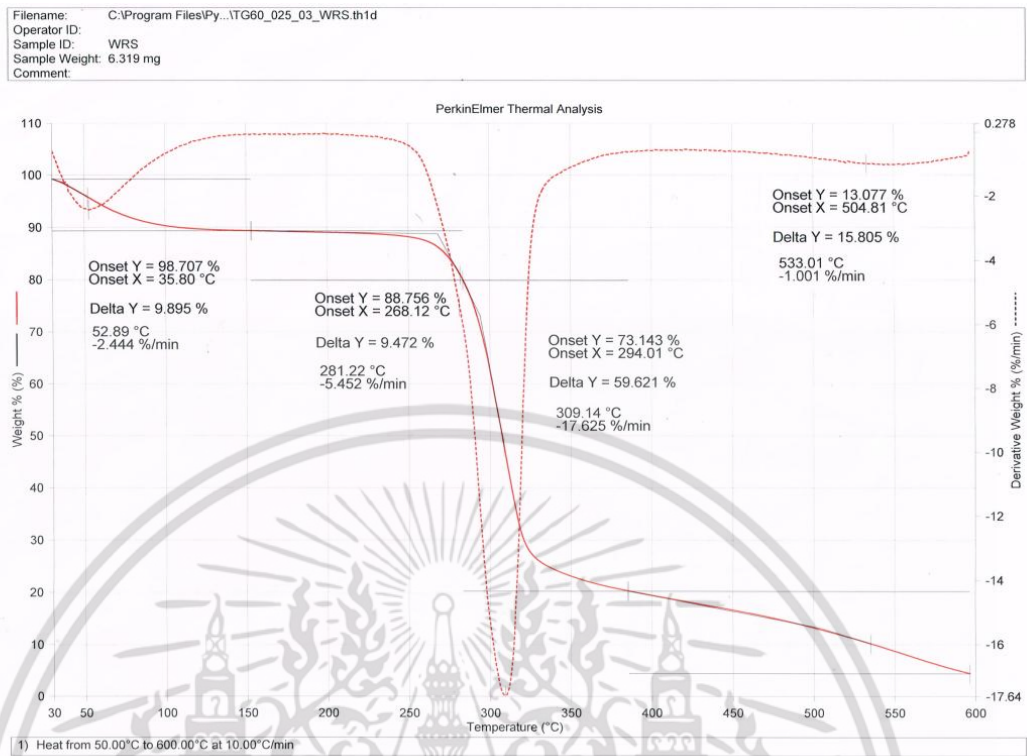 Filename: C:\Program Files\Py...\TG60_025_03_WRS.th1d
Operator ID:
Sample ID: WRS
Sample Weight: 6.319 mg
Comment:
PerkinElmer Thermal Analysis
110
100
90
80
70
60
50
40
30
20
10
0
Weight % (%)
0.278
-2
-4
-6
-8
-10
-12
-14
-16
-17.64
Derivative Weight % (%/min)
Onset Y = 98.707 %
Onset X = 35.80 °C
Delta Y = 9.895 %
52.89 °C
-2.444 %/min
Onset Y = 88.756 %
Onset X = 268.12 °C
Delta Y = 9.472 %
281.22 °C
-5.452 %/min
Onset Y = 73.143 %
Onset X = 294.01 °C
Delta Y = 59.621 %
309.14 °C
-17.625 %/min
Onset Y = 13.077 %
Onset X = 504.81 °C
Delta Y = 15.805 %
533.01 °C
-1.001 %/min
30 50 100 150 200 250 300 350 400 450 500 550 600
Temperature (°C)
1) Heat from 50.00°C to 600.00°C at 10.00°C/min